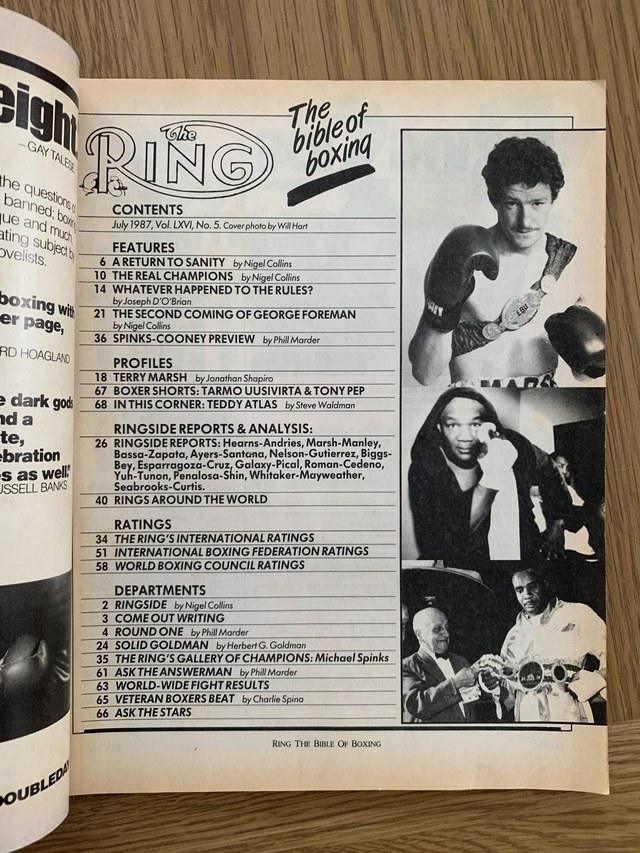 eight
—GAY TALESE
the questions of
banned; boxin
que and much,
ating subject by
ovelists.
boxing with
er page,
RD HOAGLAND
e dark gods
nd a
te,
ebration
es as well."
USSELL BANKS
DOUBLEDAY
The
RING
The
bible of
boxing
CONTENTS
July 1987, Vol. LXVI, No. 5. Cover photo by Will Hart
FEATURES
6 A RETURN TO SANITY by Nigel Collins
10 THE REAL CHAMPIONS by Nigel Collins
14 WHATEVER HAPPENED TO THE RULES?
by Joseph D'O'Brian
21 THE SECOND COMING OF GEORGE FOREMAN
by Nigel Collins
36 SPINKS-COONEY PREVIEW by Phill Marder
PROFILES
18 TERRY MARSH by Jonathan Shapiro
67 BOXER SHORTS: TARMO UUSIVIRTA & TONY PEP
68 IN THIS CORNER: TEDDY ATLAS by Steve Waldman
RINGSIDE REPORTS & ANALYSIS:
26 RINGSIDE REPORTS: Hearns-Andries, Marsh-Manley,
Bassa-Zapata, Ayers-Santana, Nelson-Gutierrez, Biggs-
Bey, Esparragoza-Cruz, Galaxy-Pical, Roman-Cedeno,
Yuh-Tunon, Penalosa-Shin, Whitaker-Mayweather,
Seabrooks-Curtis.
40 RINGS AROUND THE WORLD
RATINGS
34 THE RING'S INTERNATIONAL RATINGS
51 INTERNATIONAL BOXING FEDERATION RATINGS
58 WORLD BOXING COUNCIL RATINGS
DEPARTMENTS
2 RINGSIDE by Nigel Collins
3 COME OUT WRITING
4 ROUND ONE by Phill Marder
24 SOLID GOLDMAN by Herbert G. Goldman
35 THE RING'S GALLERY OF CHAMPIONS: Michael Spinks
61 ASK THE ANSWERMAN by Phill Marder
63 WORLD-WIDE FIGHT RESULTS
65 VETERAN BOXERS BEAT by Charlie Spina
66 ASK THE STARS
EBU
MARS
RING THE BIBLE OF BOXING